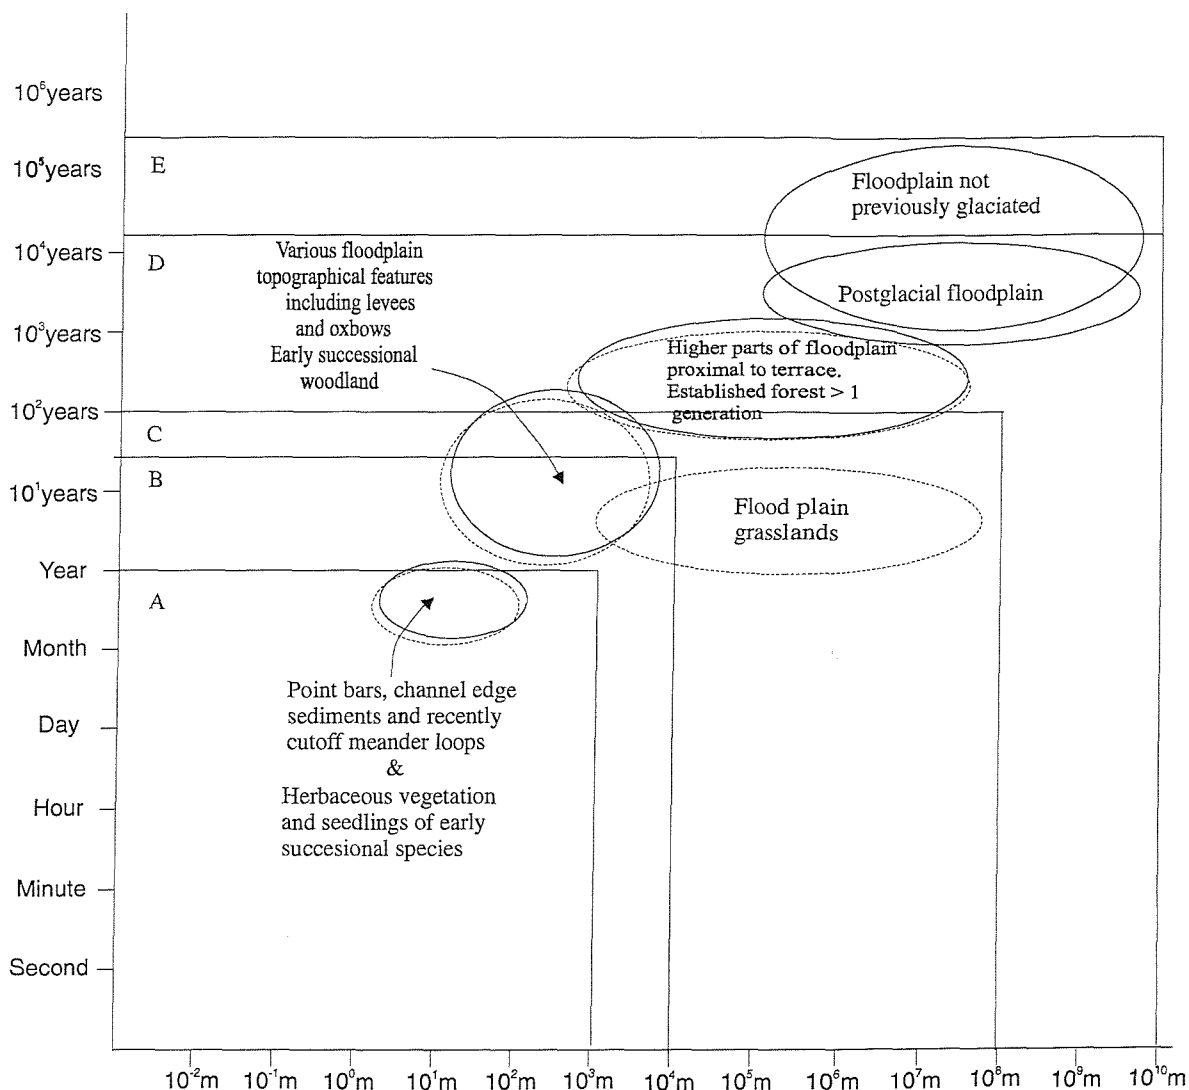 10⁶years
10⁵years
E
Floodplain not
previously glaciated
10⁴years
D
Various floodplain
topographical features
including levees
and oxbows
Early successional
woodland
Postglacial floodplain
10³years
Higher parts of floodplain
proximal to terrace.
Established forest > 1
generation
10²years
C
B
10¹years
Flood plain
grasslands
Year
A
Month
Point bars, channel edge
sediments and recently
cutoff meander loops
&
Herbaceous vegetation
and seedlings of early
succesional species
Day
Hour
Minute
Second
10⁻²m 10⁻¹m 10⁰m 10¹m 10²m 10³m 10⁴m 10⁵m 10⁶m 10⁷m 10⁸m 10⁹m 10¹⁰m